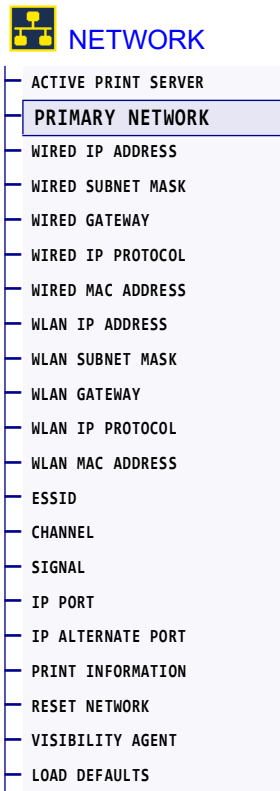 NETWORK
ACTIVE PRINT SERVER
PRIMARY NETWORK
WIRED IP ADDRESS
WIRED SUBNET MASK
WIRED GATEWAY
WIRED IP PROTOCOL
WIRED MAC ADDRESS
WLAN IP ADDRESS
WLAN SUBNET MASK
WLAN GATEWAY
WLAN IP PROTOCOL
WLAN MAC ADDRESS
ESSID
CHANNEL
SIGNAL
IP PORT
IP ALTERNATE PORT
PRINT INFORMATION
RESET NETWORK
VISIBILITY AGENT
LOAD DEFAULTS